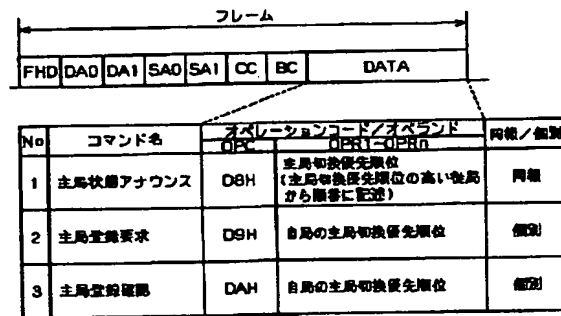 フレーム
FHD DA0 DA1 SA0 SA1 CC BC DATA
No コマンド名 オペレーションコード/オペランド 同報/個別
OPC OPR1~OPRn
1 主局状態アナウンス D8H 主局切換優先順位 同報
(主局切換優先順位の高い従局
から順番に記述)
2 主局登録要求 D9H 自局の主局切換優先順位 個別
3 主局登録確認 DAH 自局の主局切換優先順位 個別